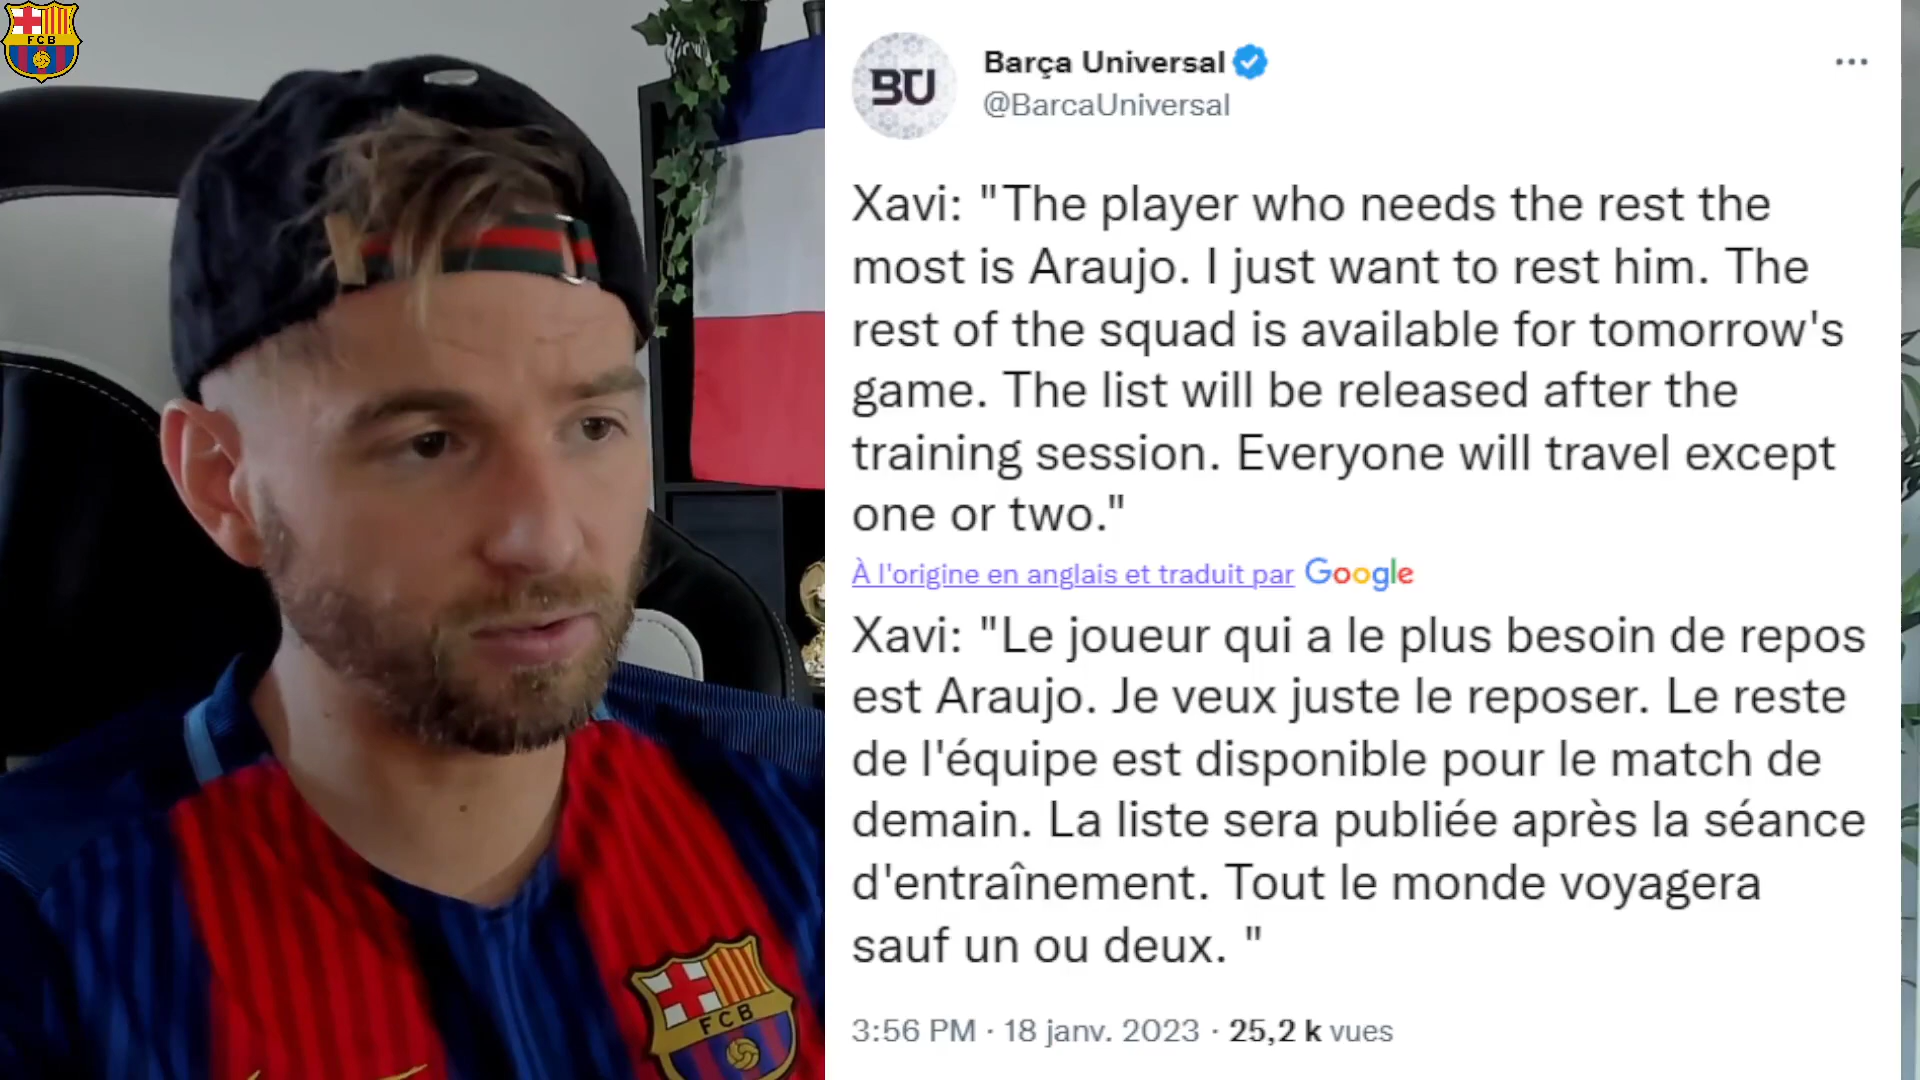 FCB
BU
Barça Universal
@BarcaUniversal
Xavi: "The player who needs the rest the
most is Araujo. I just want to rest him. The
rest of the squad is available for tomorrow's
game. The list will be released after the
training session. Everyone will travel except
one or two."
À l'origine en anglais et traduit par Google
Xavi: "Le joueur qui a le plus besoin de repos
est Araujo. Je veux juste le reposer. Le reste
de l'équipe est disponible pour le match de
demain. La liste sera publiée après la séance
d'entraînement. Tout le monde voyagera
sauf un ou deux. "
3:56 PM · 18 janv. 2023 · 25,2 k vues
FCB